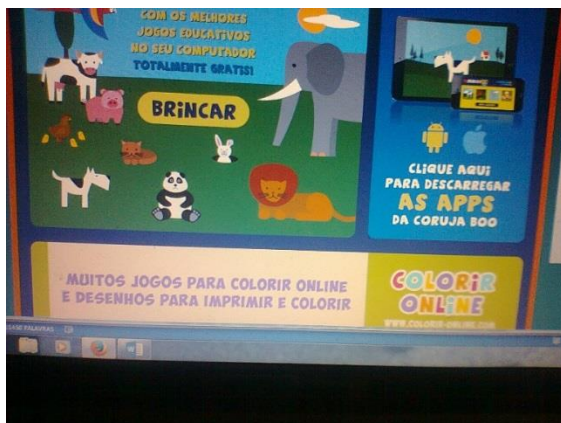 COM OS MELHORES
JOGOS EDUCATIVOS
NO SEU COMPUTADOR
TOTALMENTE GRATIS!
BRINCAR
CLIQUE AQUI
PARA DESCARREGAR
AS APPS
DA CORUJA BOO
MUITOS JOGOS PARA COLORIR ONLINE
E DESENHOS PARA IMPRIMIR E COLORIR
COLORIR
ONLINE
WWW.COLORIR-ONLINE.COM